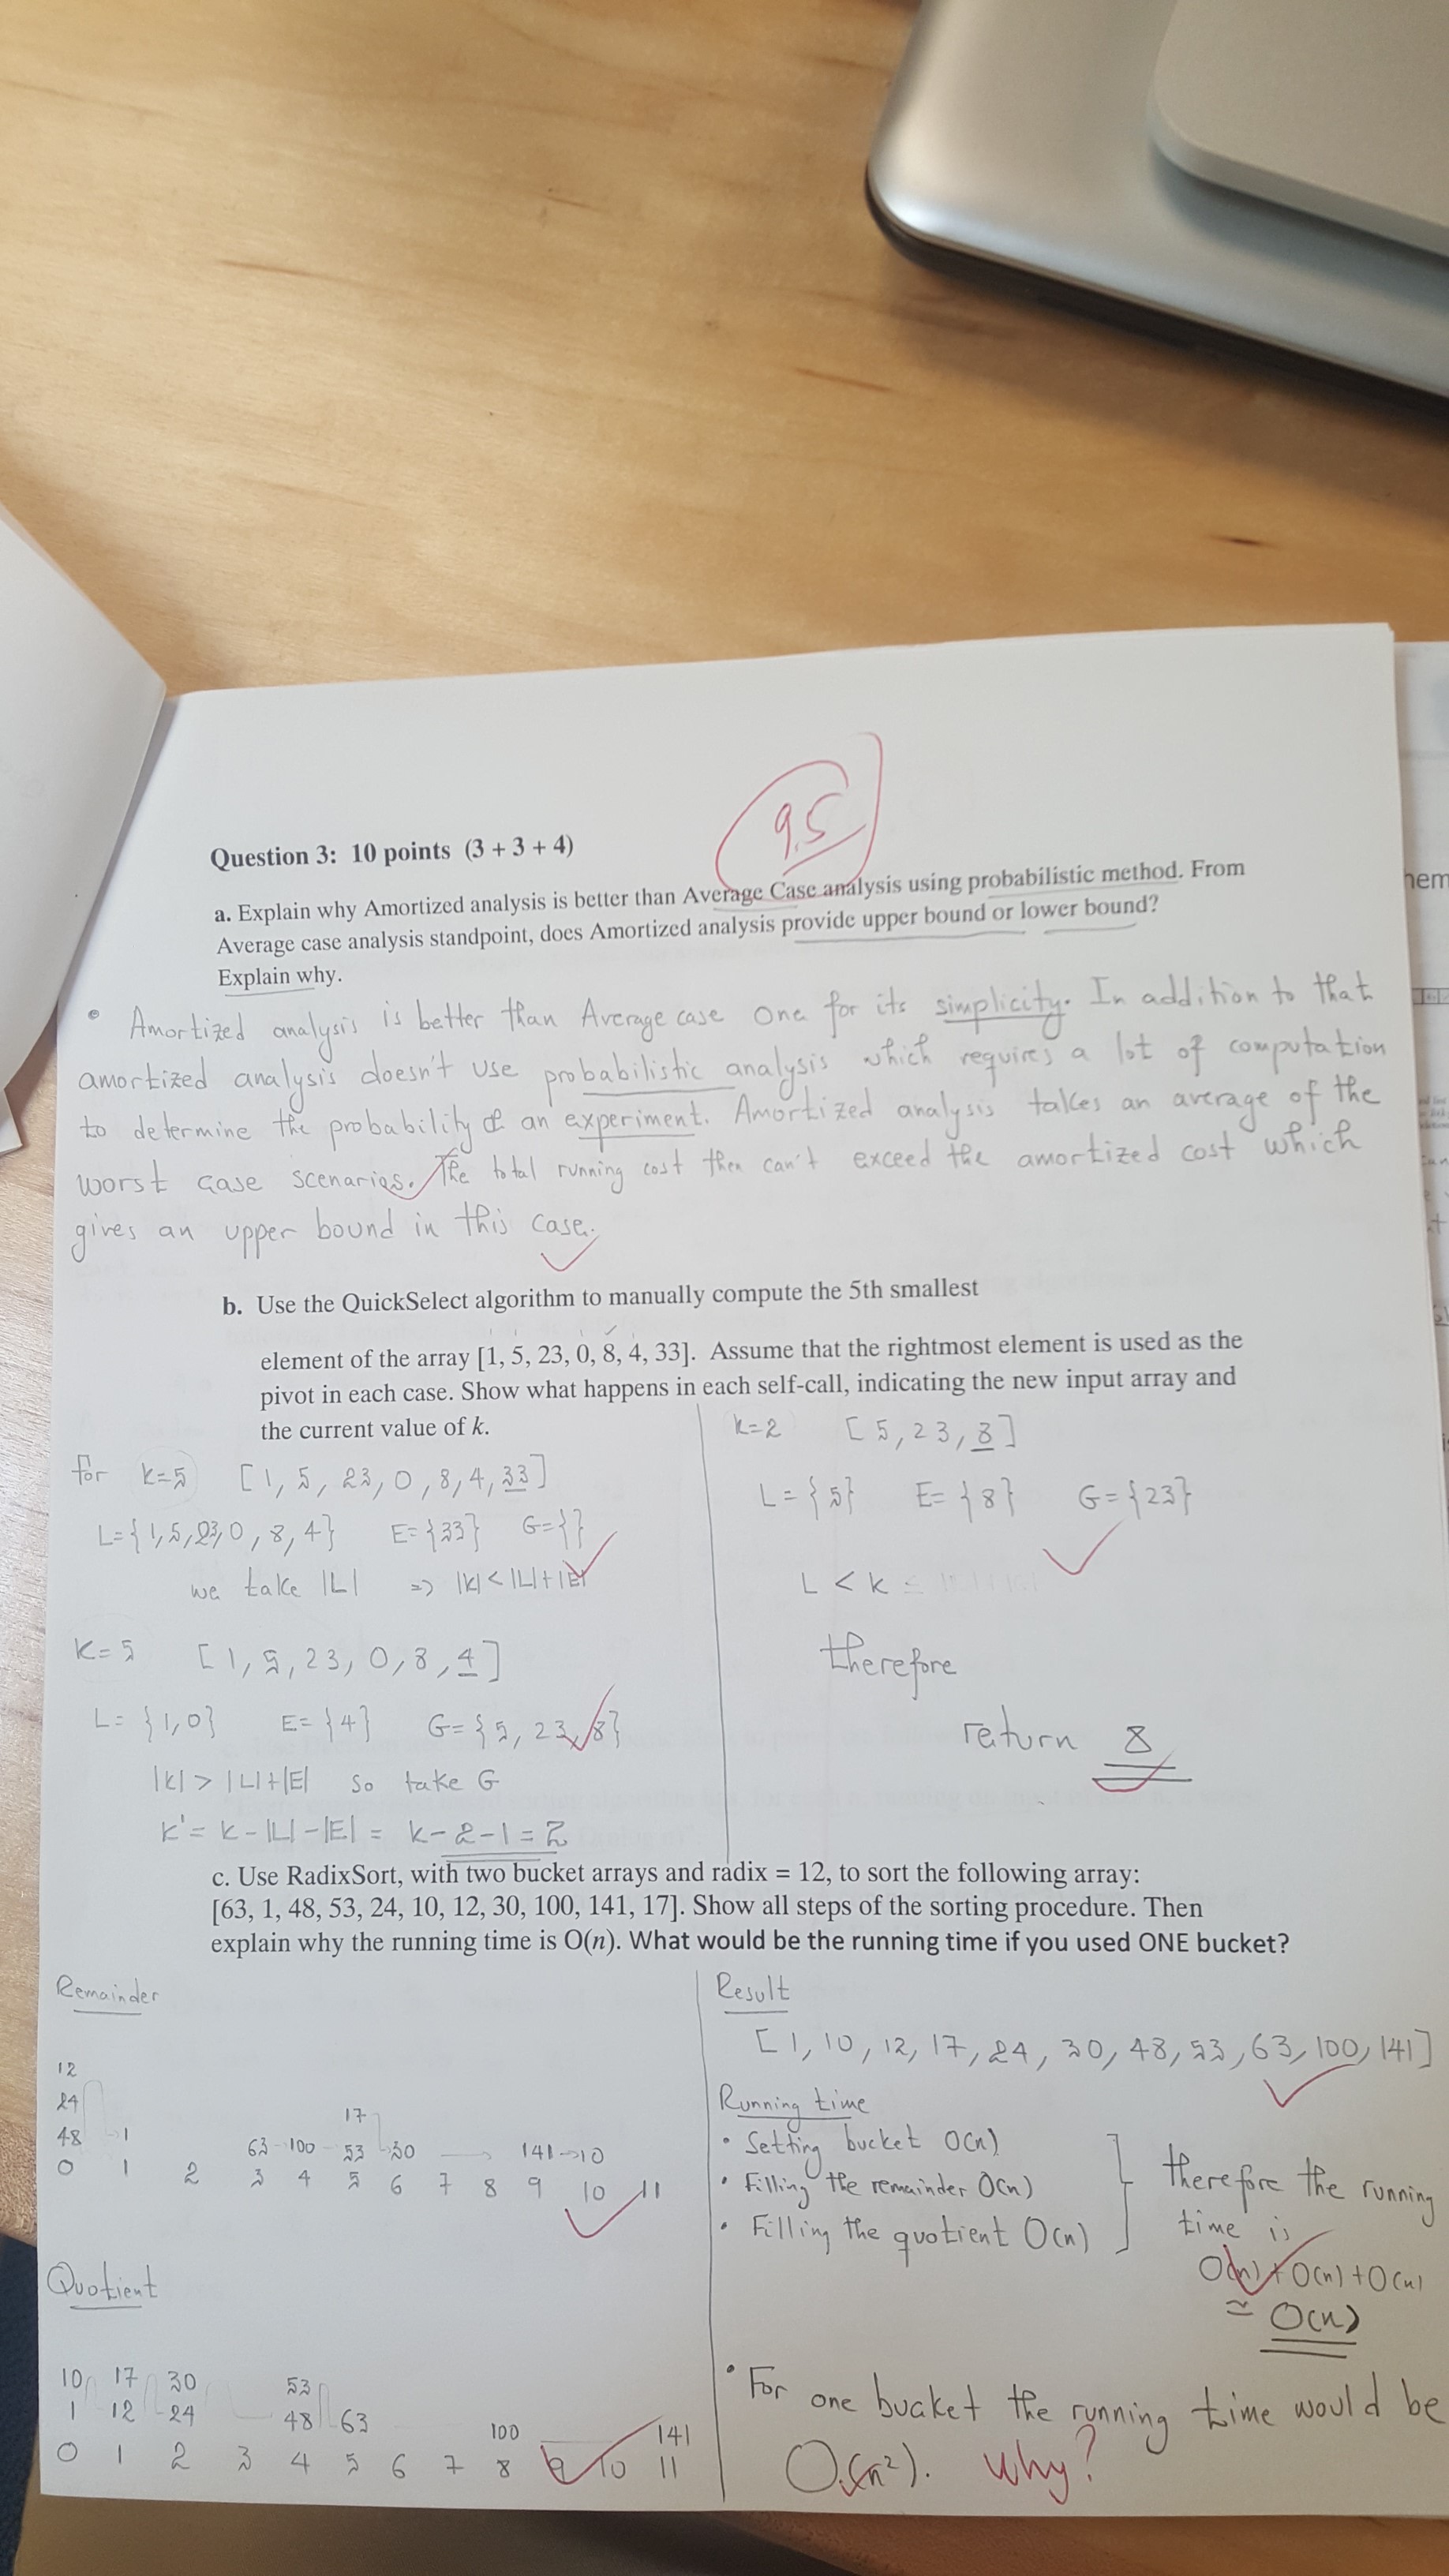 9.5
Question 3: 10 points (3 + 3 + 4)
a. Explain why Amortized analysis is better than Average Case analysis using probabilistic method. From
Average case analysis standpoint, does Amortized analysis provide upper bound or lower bound?
Explain why.
• Amortized analysis is better than Average case one for its simplicity. In addition to that
amortized analysis doesn't use probabilistic analysis which requires a lot of computation
to determine the probability of an experiment. Amortized analysis takes an average of the
worst case scenarios. The total running cost then can't exceed the amortized cost which
gives an upper bound in this case.
b. Use the QuickSelect algorithm to manually compute the 5th smallest
element of the array [1, 5, 23, 0, 8, 4, 33]. Assume that the rightmost element is used as the
pivot in each case. Show what happens in each self-call, indicating the new input array and
the current value of k.
for k=5 [1, 5, 23, 0, 8, 4, 33]
L={1,5,23,0,8,4} E={33} G={}
we take |L| => |k|<|L|+|E|
K=5 [1, 5, 23, 0, 8, 4]
L= {1,0} E={4} G={5, 23, 8}
|k| > |L|+|E| so take G
k'= k-|L|-|E| = k-2-1=2
k=2 [5, 23, 8]
L={5} E={8} G={23}
L < k
therefore
return 8
c. Use RadixSort, with two bucket arrays and radix = 12, to sort the following array:
[63, 1, 48, 53, 24, 10, 12, 30, 100, 141, 17]. Show all steps of the sorting procedure. Then
explain why the running time is O(n). What would be the running time if you used ONE bucket?
Remainder
12
24 17
48 1 63 100 53 30 141 10
0 1 2 3 4 5 6 7 8 9 10 11
Quotient
10 17 30 53
1 12 24 48 63 100 141
0 1 2 3 4 5 6 7 8 9 10 11
Result
[1, 10, 12, 17, 24, 30, 48, 53, 63, 100, 141]
Running time
• Setting bucket O(n)
• Filling the remainder O(n)
• Filling the quotient O(n)
therefore the running
time is
O(n)+O(n)+O(n)
≃ O(n)
• For one bucket the running time would be
O(n²). Why?